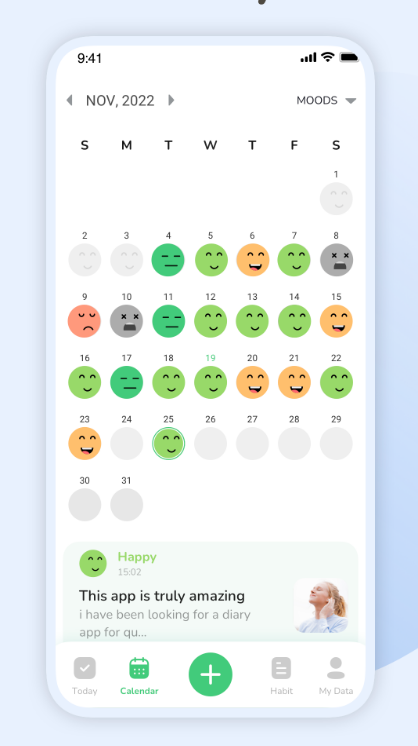 9:41
NOV, 2022
MOODS
S M T W T F S
1
2 3 4 5 6 7 8
9 10 11 12 13 14 15
16 17 18 19 20 21 22
23 24 25 26 27 28 29
30 31
Happy
15:02
This app is truly amazing
i have been looking for a diary
app for qu...
Today Calendar Habit My Data